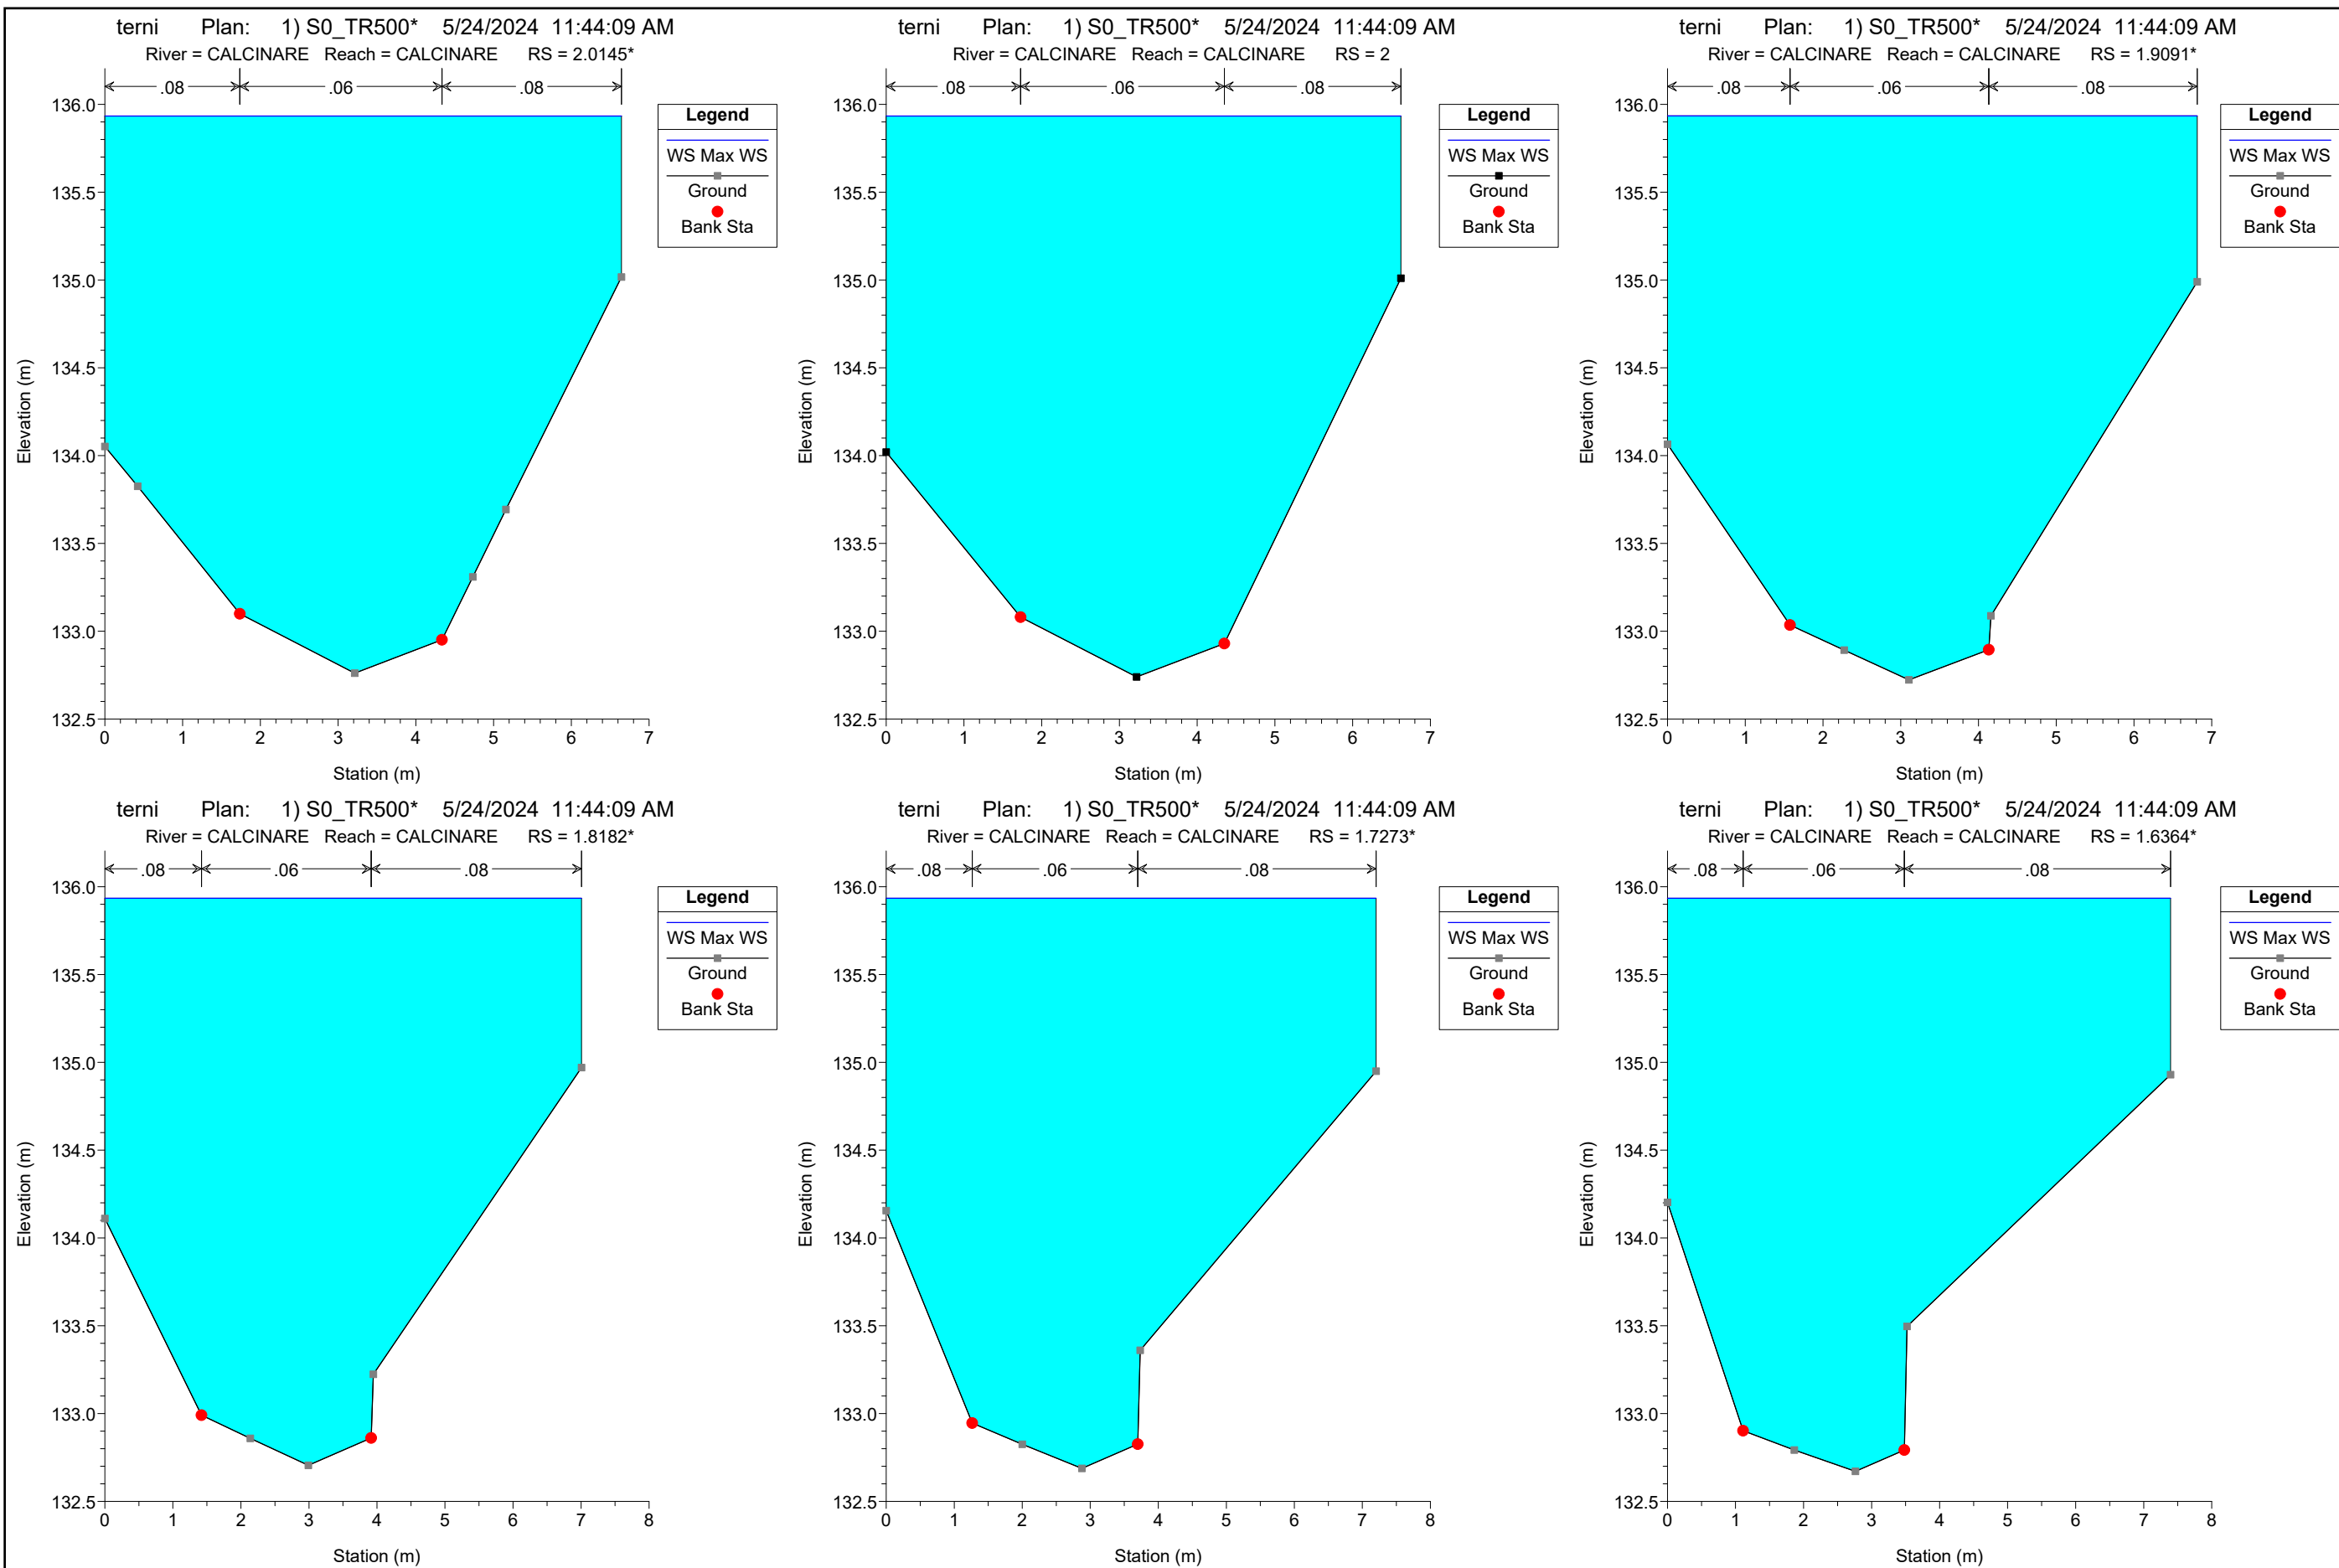 terni Plan: 1) S0_TR500* 5/24/2024 11:44:09 AM
River = CALCINARE Reach = CALCINARE RS = 2.0145*
.08 .06 .08
136.0
135.5
135.0
134.5
134.0
133.5
133.0
132.5
Elevation (m)
0 1 2 3 4 5 6 7
Station (m)
Legend
WS Max WS
Ground
Bank Sta
terni Plan: 1) S0_TR500* 5/24/2024 11:44:09 AM
River = CALCINARE Reach = CALCINARE RS = 2
.08 .06 .08
136.0
135.5
135.0
134.5
134.0
133.5
133.0
132.5
Elevation (m)
0 1 2 3 4 5 6 7
Station (m)
Legend
WS Max WS
Ground
Bank Sta
terni Plan: 1) S0_TR500* 5/24/2024 11:44:09 AM
River = CALCINARE Reach = CALCINARE RS = 1.9091*
.08 .06 .08
136.0
135.5
135.0
134.5
134.0
133.5
133.0
132.5
Elevation (m)
0 1 2 3 4 5 6 7
Station (m)
Legend
WS Max WS
Ground
Bank Sta
terni Plan: 1) S0_TR500* 5/24/2024 11:44:09 AM
River = CALCINARE Reach = CALCINARE RS = 1.8182*
.08 .06 .08
136.0
135.5
135.0
134.5
134.0
133.5
133.0
132.5
Elevation (m)
0 1 2 3 4 5 6 7 8
Station (m)
Legend
WS Max WS
Ground
Bank Sta
terni Plan: 1) S0_TR500* 5/24/2024 11:44:09 AM
River = CALCINARE Reach = CALCINARE RS = 1.7273*
.08 .06 .08
136.0
135.5
135.0
134.5
134.0
133.5
133.0
132.5
Elevation (m)
0 1 2 3 4 5 6 7 8
Station (m)
Legend
WS Max WS
Ground
Bank Sta
terni Plan: 1) S0_TR500* 5/24/2024 11:44:09 AM
River = CALCINARE Reach = CALCINARE RS = 1.6364*
.08 .06 .08
136.0
135.5
135.0
134.5
134.0
133.5
133.0
132.5
Elevation (m)
0 1 2 3 4 5 6 7 8
Station (m)
Legend
WS Max WS
Ground
Bank Sta